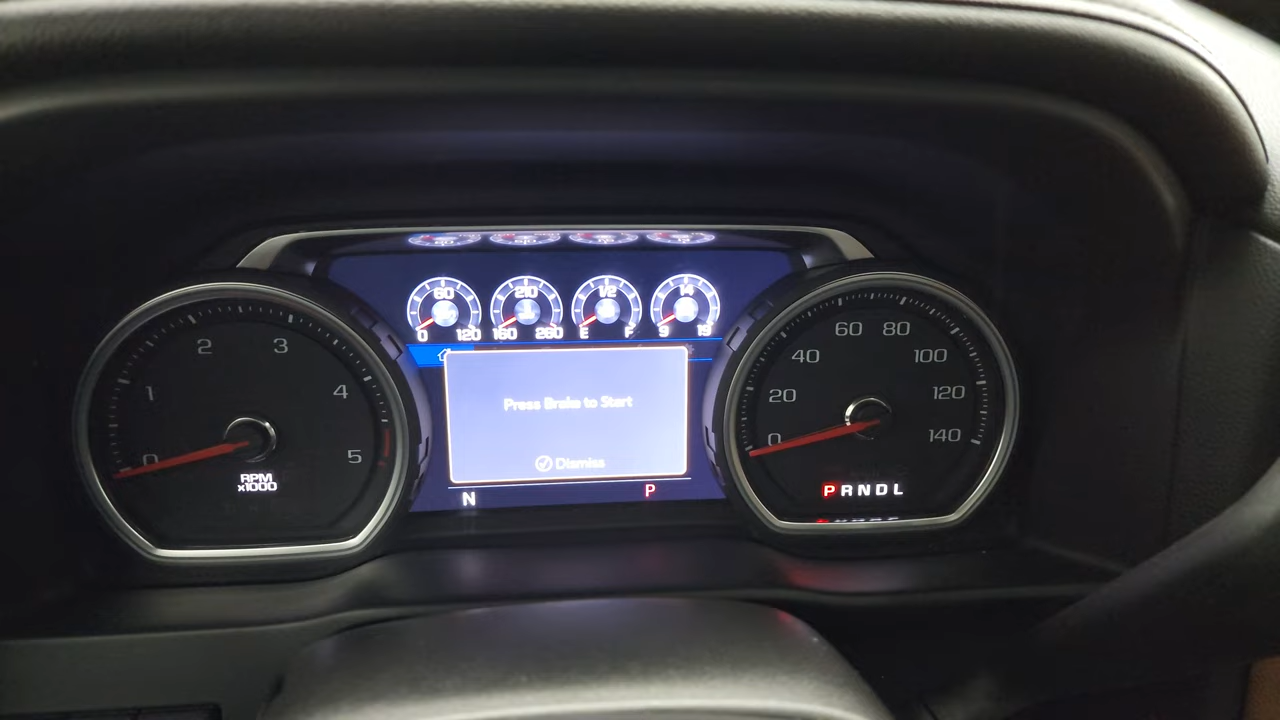 60 210 1/2 14
0 120 160 260 E F 9 19
2 3
1 4
0 5
RPM
x1000
Press Brake to Start
Dismiss
N P
60 80
40 100
20 120
0 140
PRNDL